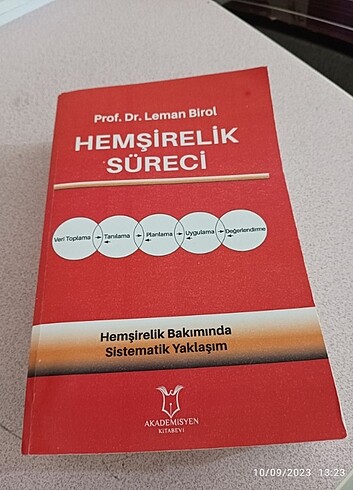 Prof. Dr. Leman Birol
HEMŞİRELİK
SÜRECİ
Veri Toplama
Tanılama
Planlama
Uygulama
Değerlendirme
Hemşirelik Bakımında
Sistematik Yaklaşım
AKADEMİSYEN
KİTABEVİ
10/09/2023 13:23